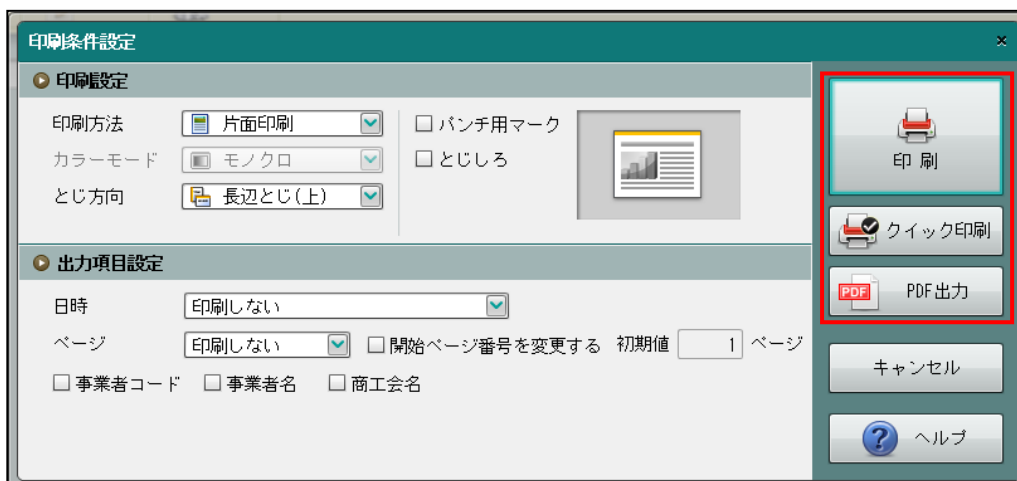 印刷条件設定
印刷設定
印刷方法 片面印刷 パンチ用マーク
カラーモード モノクロ とじしろ
とじ方向 長辺とじ(上)
出力項目設定
日時 印刷しない
ページ 印刷しない 開始ページ番号を変更する 初期値 1 ページ
事業者コード 事業者名 商工会名
印 刷
クイック印刷
PDF PDF出力
キャンセル
? ヘルプ